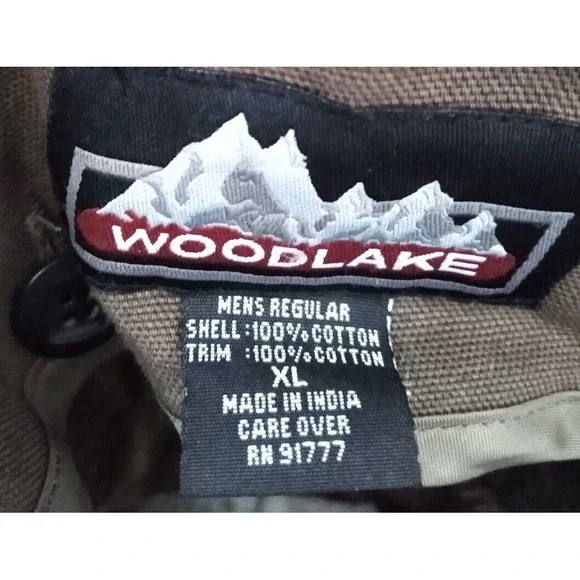 WOODLAKE
MENS REGULAR
SHELL :100% COTTON
TRIM :100% COTTON
XL
MADE IN INDIA
CARE OVER
RN 91777